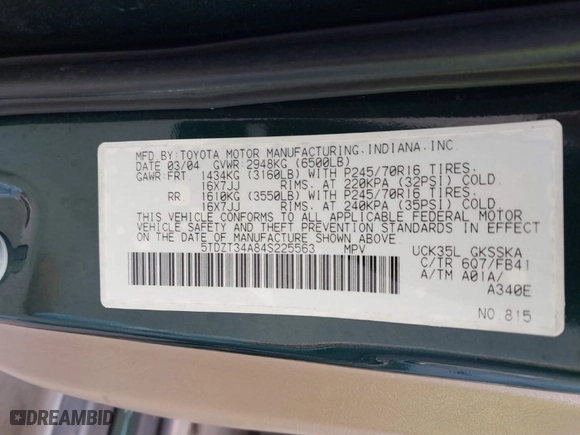 MFD.BY:TOYOTA MOTOR MANUFACTURING,INDIANA,INC.
DATE 03/04 GVWR 2948KG (6500LB)
GAWR FRT 1434KG (3160LB) WITH P245/70R16 TIRES.
16X7JJ RIMS. AT 220KPA (32PSI) COLD
RR 1610KG (3550LB) WITH P245/70R16 TIRES.
16X7JJ RIMS. AT 240KPA (35PSI) COLD
THIS VEHICLE CONFORMS TO ALL APPLICABLE FEDERAL MOTOR
VEHICLE SAFETY AND THEFT PREVENTION STANDARDS IN EFFECT
ON THE DATE OF MANUFACTURE SHOWN ABOVE.
5TDZT34A84S225563 MPV
UCK35L GKSSKA
C/TR 6Q7/FB41
A/TM A01A/
A340E
NO.815
DREAMBID